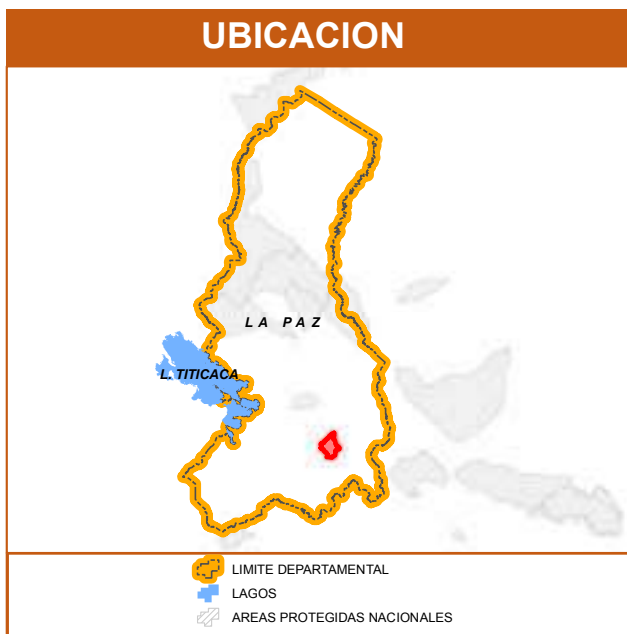 UBICACION
L A P A Z
L. TITICACA
LIMITE DEPARTAMENTAL
LAGOS
AREAS PROTEGIDAS NACIONALES